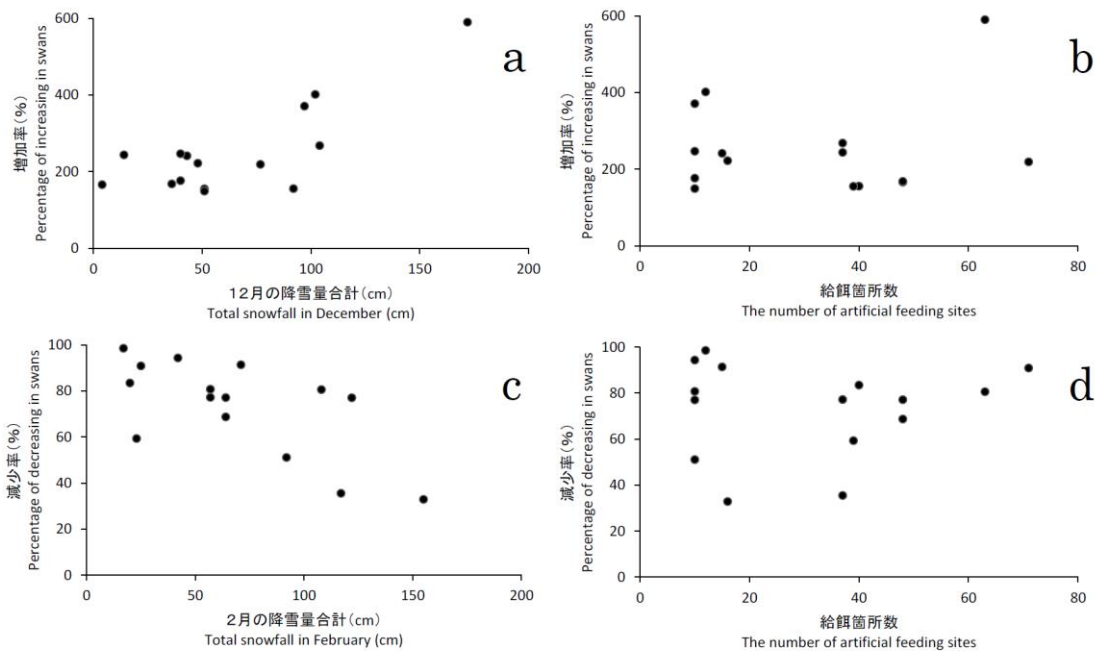 600
400
200
0
0
50
100
150
200
増加率(%)
Percentage of increasing in swans
a
12月の降雪量合計(cm)
Total snowfall in December (cm)
600
400
200
0
0
20
40
60
80
増加率(%)
Percentage of increasing in swans
b
給餌箇所数
The number of artificial feeding sites
100
80
60
40
20
0
0
50
100
150
200
減少率(%)
Percentage of decreasing in swans
c
2月の降雪量合計(cm)
Total snowfall in February (cm)
100
80
60
40
20
0
0
20
40
60
80
減少率(%)
Percentage of decreasing in swans
d
給餌箇所数
The number of artificial feeding sites